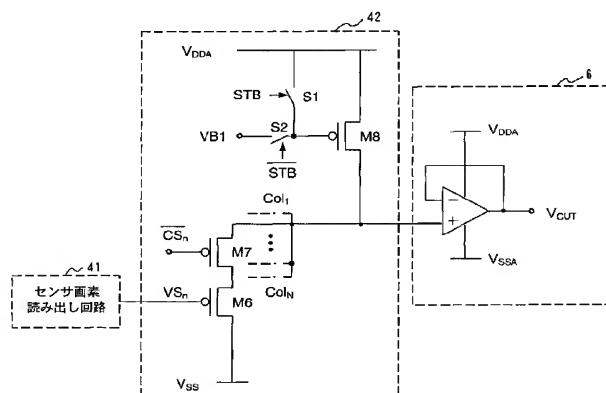 42
6
VDDA
STB
S1
S2
VB1
M8
STB
VDDA
VOUT
VSSA
Col1
CSn
M7
ColN
41
センサ画素
読み出し回路
VSn
M6
VSS